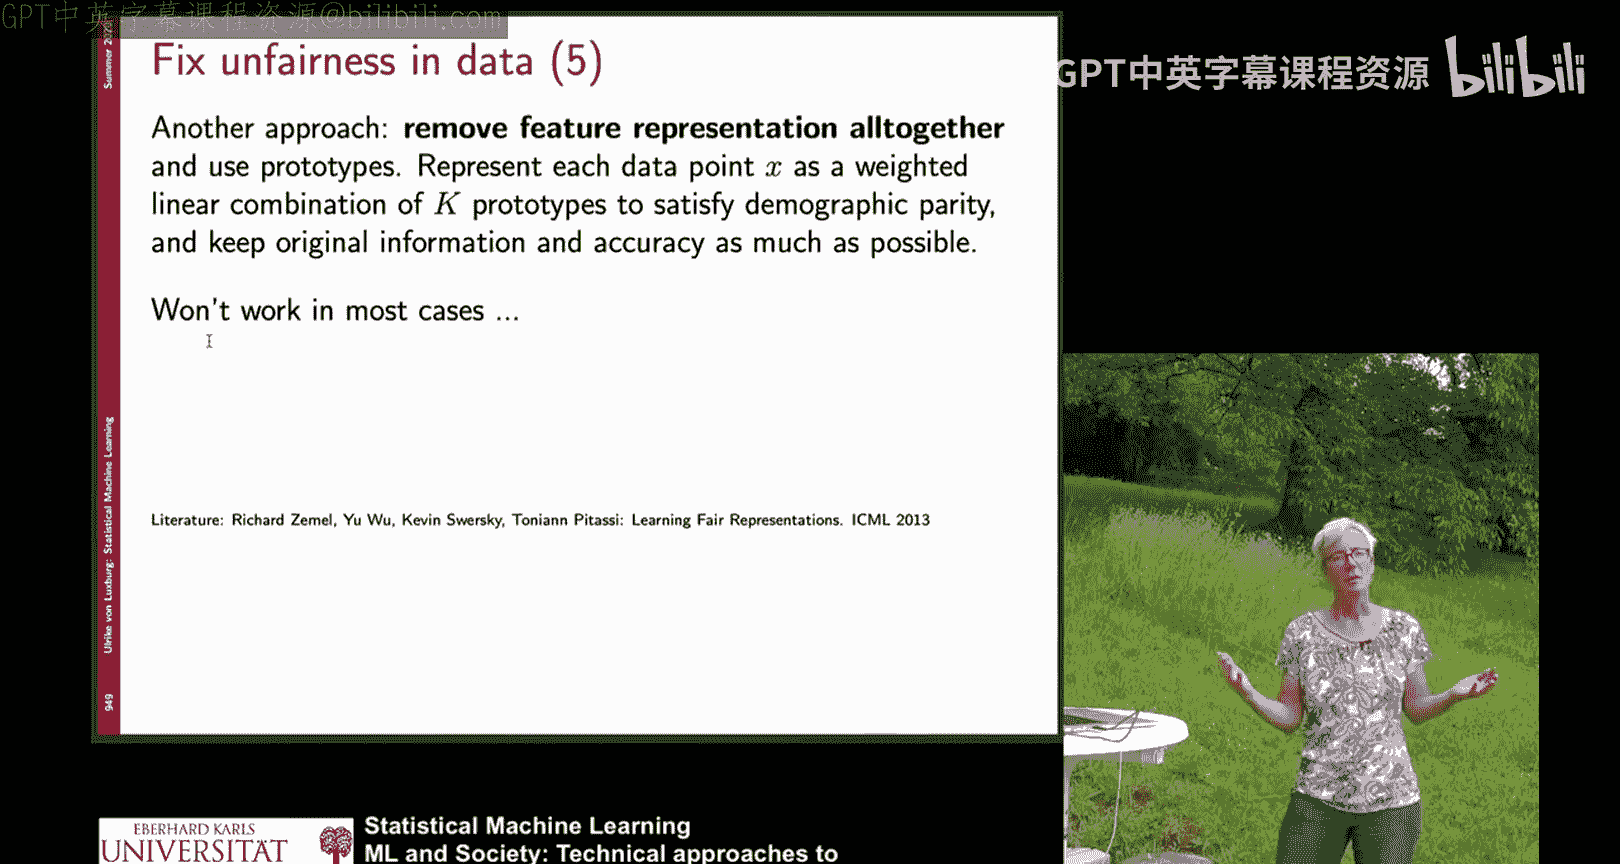 GPT中英字幕课程资源@bilibili.com
GPT中英字幕课程资源 bilibili
Fix unfairness in data (5)
Another approach: remove feature representation alltogether
and use prototypes. Represent each data point x as a weighted
linear combination of K prototypes to satisfy demographic parity,
and keep original information and accuracy as much as possible.
Won't work in most cases ...
Literature: Richard Zemel, Yu Wu, Kevin Swersky, Toniann Pitassi: Learning Fair Representations. ICML 2013
Summer
Ulrike von Luxburg: Statistical Machine Learning
949
EBERHARD KARLS
UNIVERSITÄT
Statistical Machine Learning
ML and Society: Technical approaches to